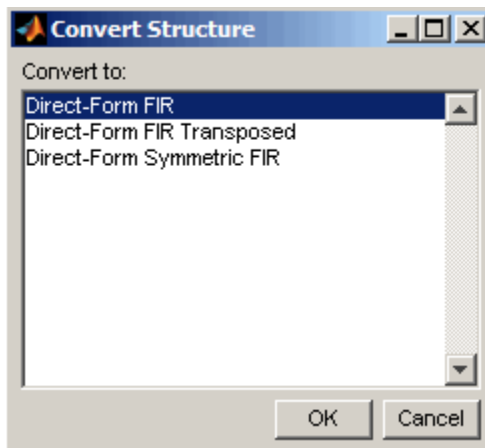 Convert Structure
Convert to:
Direct-Form FIR
Direct-Form FIR Transposed
Direct-Form Symmetric FIR
OK Cancel